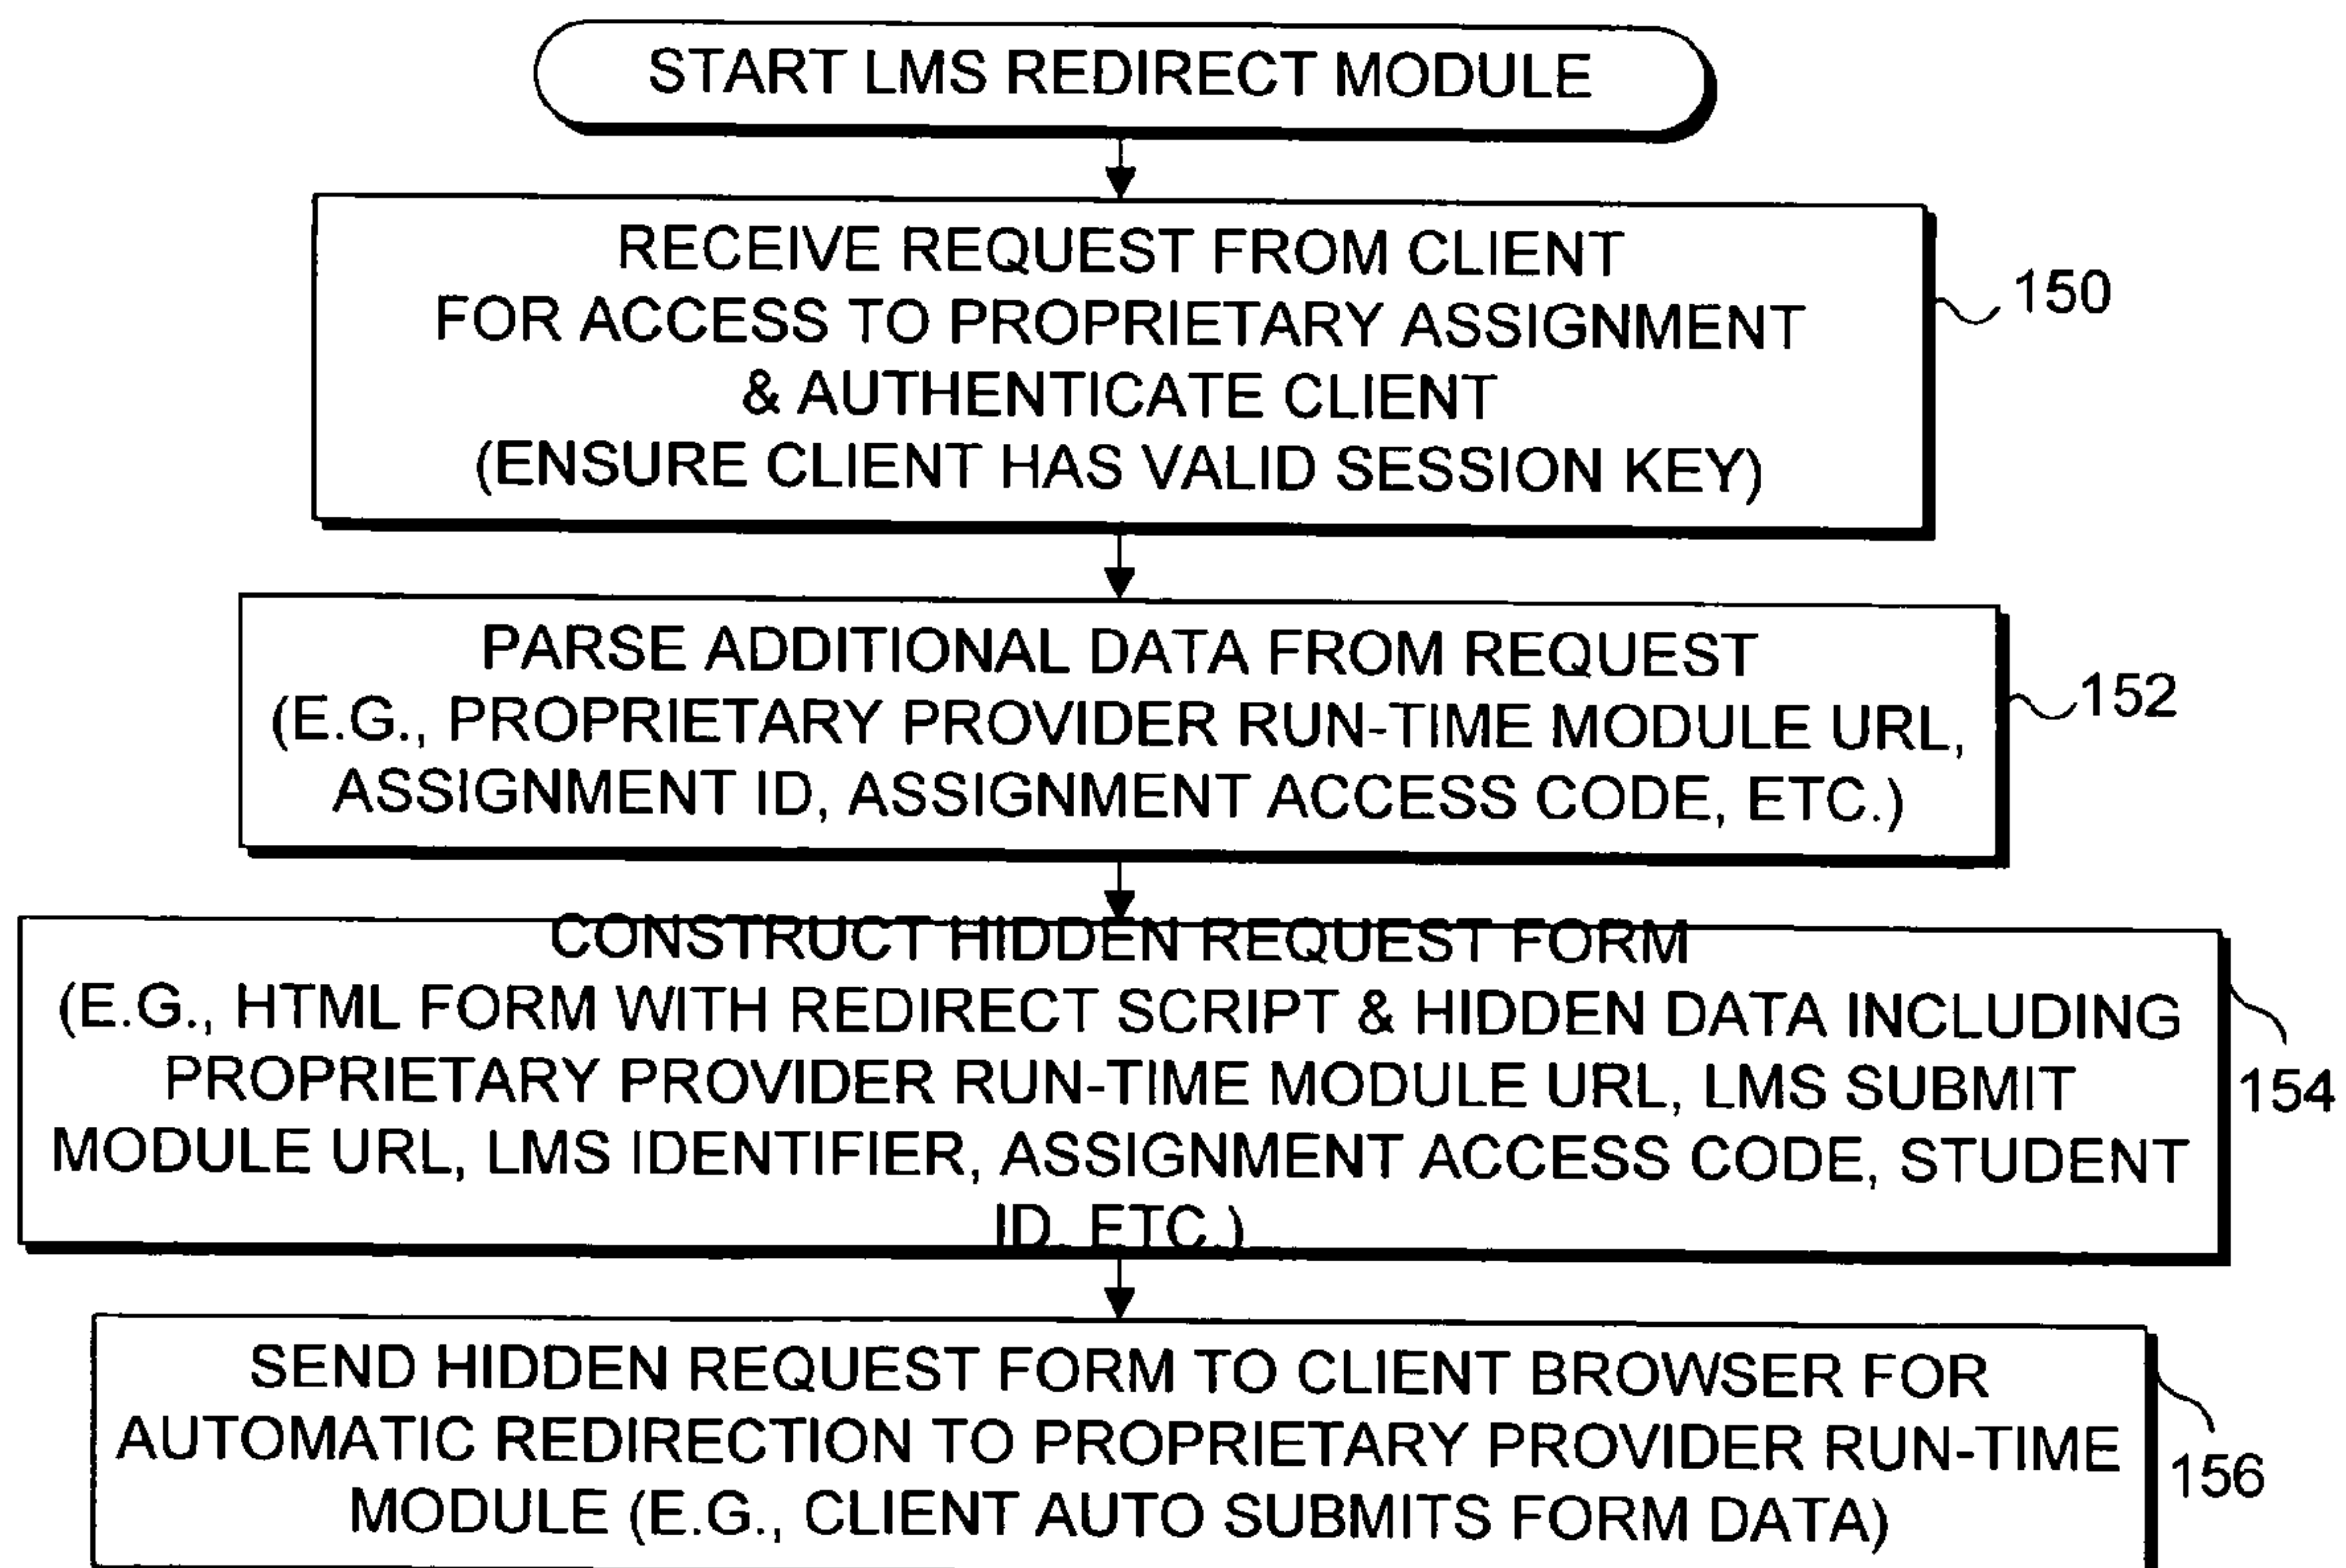 START LMS REDIRECT MODULE
RECEIVE REQUEST FROM CLIENT
FOR ACCESS TO PROPRIETARY ASSIGNMENT
& AUTHENTICATE CLIENT
(ENSURE CLIENT HAS VALID SESSION KEY)
150
PARSE ADDITIONAL DATA FROM REQUEST
(E.G., PROPRIETARY PROVIDER RUN-TIME MODULE URL,
ASSIGNMENT ID, ASSIGNMENT ACCESS CODE, ETC.)
152
CONSTRUCT HIDDEN REQUEST FORM
(E.G., HTML FORM WITH REDIRECT SCRIPT & HIDDEN DATA INCLUDING
PROPRIETARY PROVIDER RUN-TIME MODULE URL, LMS SUBMIT
MODULE URL, LMS IDENTIFIER, ASSIGNMENT ACCESS CODE, STUDENT
ID, ETC.)
154
SEND HIDDEN REQUEST FORM TO CLIENT BROWSER FOR
AUTOMATIC REDIRECTION TO PROPRIETARY PROVIDER RUN-TIME
MODULE (E.G., CLIENT AUTO SUBMITS FORM DATA)
156